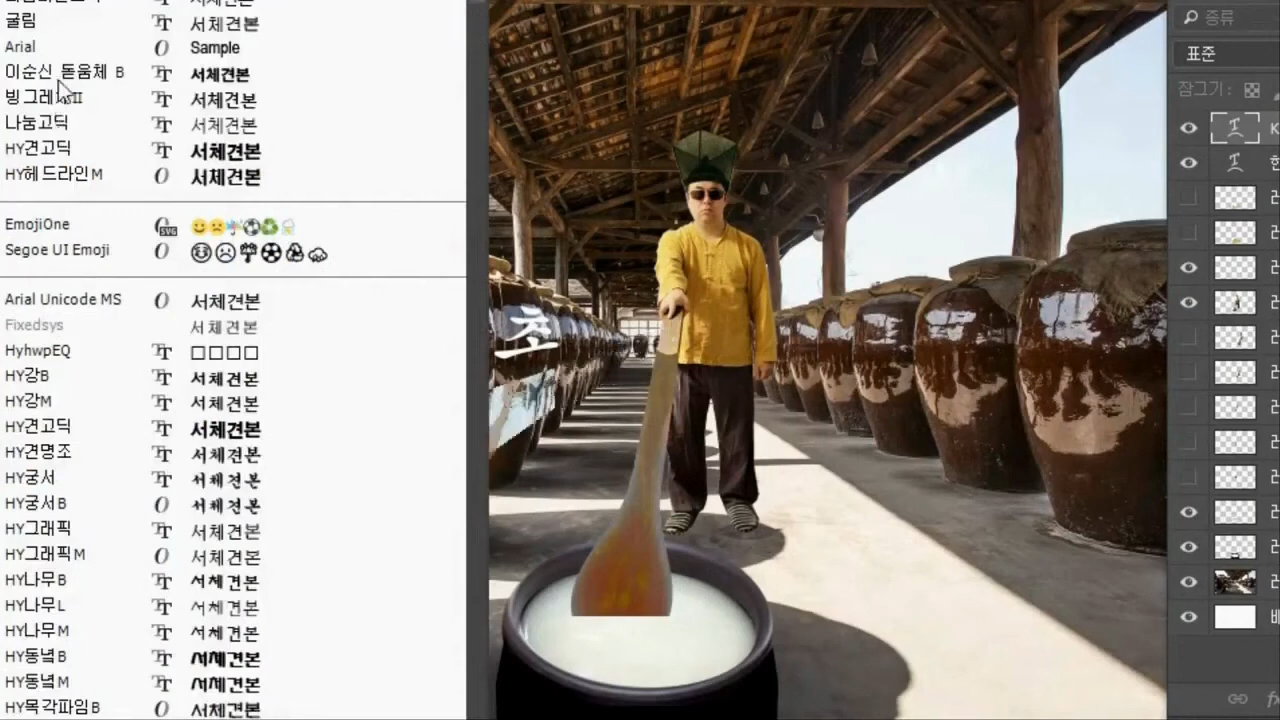 굴림 서체견본
Arial Sample
이순신 돋움체 B 서체견본
서체견본
나눔고딕 서체견본
HY견고딕 서체견본
HY헤드라인M 서체견본
EmojiOne
Segoe UI Emoji
Arial Unicode MS 서체견본
Fixedsys 서체견본
HyhwpEQ □□□□
HY강B 서체견본
HY강M 서체견본
HY견고딕 서체견본
HY견명조 서체견본
HY궁서 서체견본
HY궁서B 서체견본
HY그래픽 서체견본
HY그래픽M 서체견본
HY나무B 서체견본
HY나무L 서체견본
HY나무M 서체견본
HY동녘B 서체견본
HY동녘M 서체견본
HY목각파임B 서체견본
초
종류
표준
잠그기: